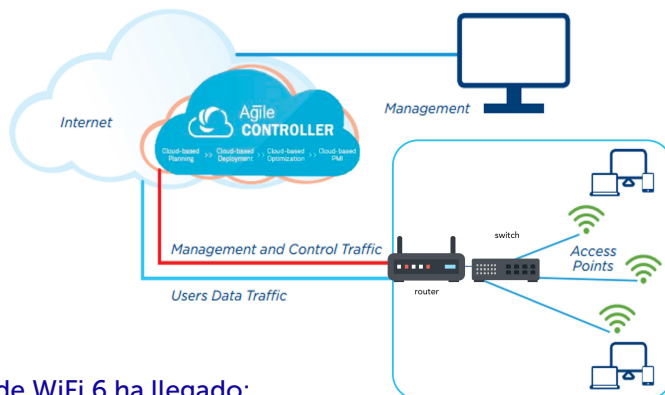 Internet
Agile
CONTROLLER
Cloud-based Planning >> Cloud-based Deployment >> Cloud-based Optimization >> Cloud-based PMI
Management
Management and Control Traffic
Users Data Traffic
router
switch
Access
Points
de WiFi 6 ha llegado: